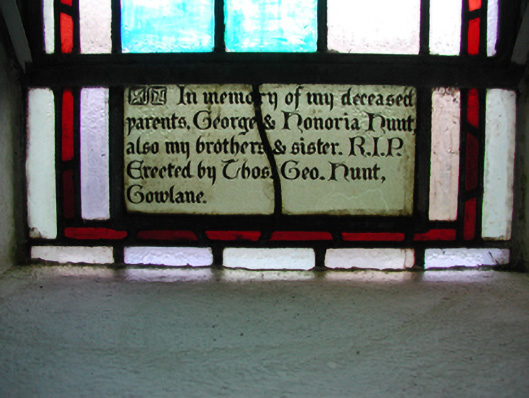 In memory of my deceased
parents, George & Honoria Hunt,
also my brothers & sister. R.I.P.
Erected by Thos. Geo. Hunt,
Gowlane.